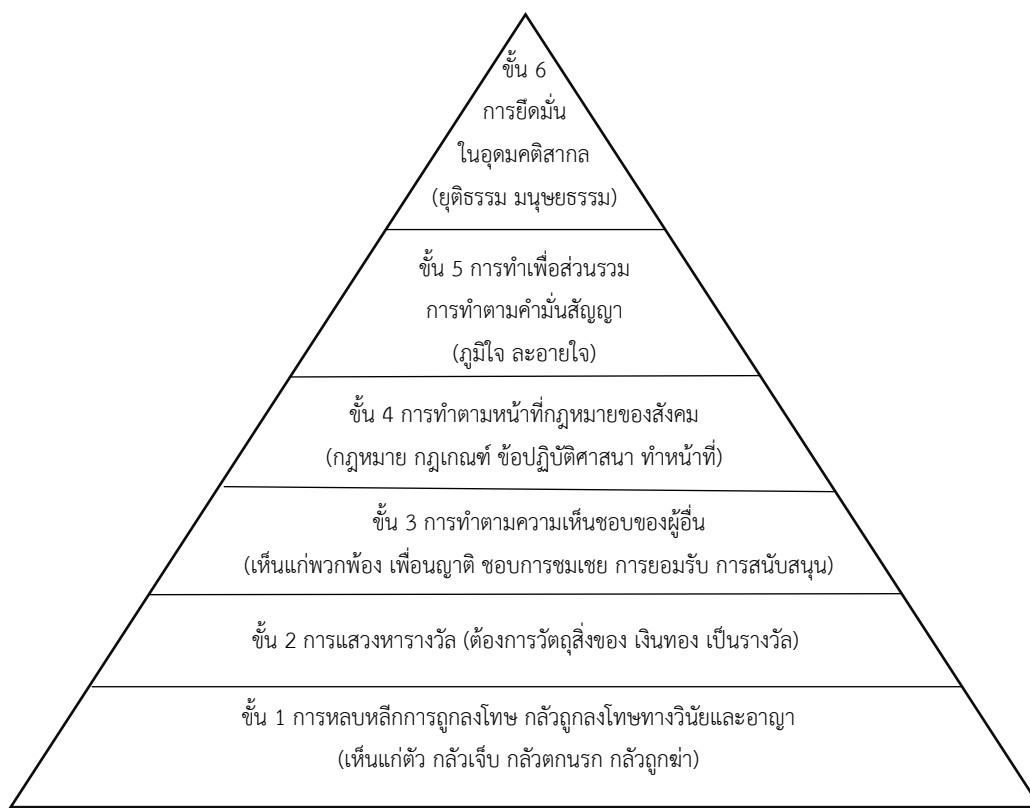 ขั้น 6
การยึดมั่น
ในอุดมคติสากล
(ยุติธรรม มนุษยธรรม)
ขั้น 5 การทำเพื่อส่วนรวม
การทำตามคำมั่นสัญญา
(ภูมิใจ ละอายใจ)
ขั้น 4 การทำตามหน้าที่กฎหมายของสังคม
(กฎหมาย กฎเกณฑ์ ข้อปฏิบัติศาสนา ทำหน้าที่)
ขั้น 3 การทำตามความเห็นชอบของผู้อื่น
(เห็นแก่พวกพ้อง เพื่อนญาติ ชอบการชมเชย การยอมรับ การสนับสนุน)
ขั้น 2 การแสวงหารางวัล (ต้องการวัตถุสิ่งของ เงินทอง เป็นรางวัล)
ขั้น 1 การหลบหลีกการถูกลงโทษ กลัวถูกลงโทษทางวินัยและอาญา
(เห็นแก่ตัว กลัวเจ็บ กลัวตกนรก กลัวถูกฆ่า)